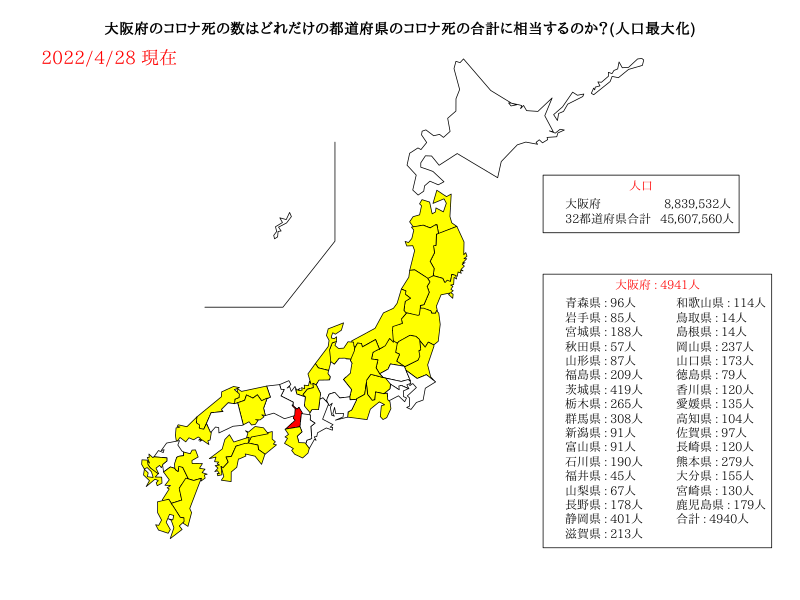 大阪府のコロナ死の数はどれだけの都道府県のコロナ死の合計に相当するのか?(人口最大化)
2022/4/28 現在
人口
大阪府 8,839,532人
32都道府県合計 45,607,560人
大阪府 : 4941人
青森県 : 96人 和歌山県 : 114人
岩手県 : 85人 鳥取県 : 14人
宮城県 : 188人 島根県 : 14人
秋田県 : 57人 岡山県 : 237人
山形県 : 87人 山口県 : 173人
福島県 : 209人 徳島県 : 79人
茨城県 : 419人 香川県 : 120人
栃木県 : 265人 愛媛県 : 135人
群馬県 : 308人 高知県 : 104人
新潟県 : 91人 佐賀県 : 97人
富山県 : 91人 長崎県 : 120人
石川県 : 190人 熊本県 : 279人
福井県 : 45人 大分県 : 155人
山梨県 : 67人 宮崎県 : 130人
長野県 : 178人 鹿児島県 : 179人
静岡県 : 401人 合計 : 4940人
滋賀県 : 213人